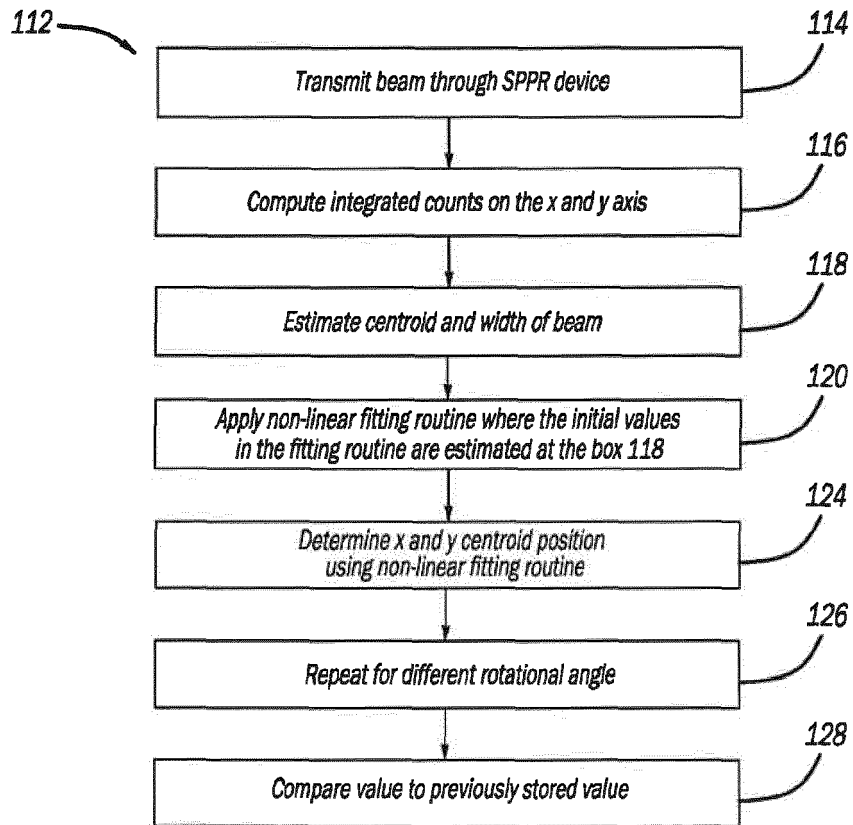 112
114
Transmit beam through SPPR device
116
Compute integrated counts on the x and y axis
118
Estimate centroid and width of beam
120
Apply non-linear fitting routine where the initial values
in the fitting routine are estimated at the box 118
124
Determine x and y centroid position
using non-linear fitting routine
126
Repeat for different rotational angle
128
Compare value to previously stored value